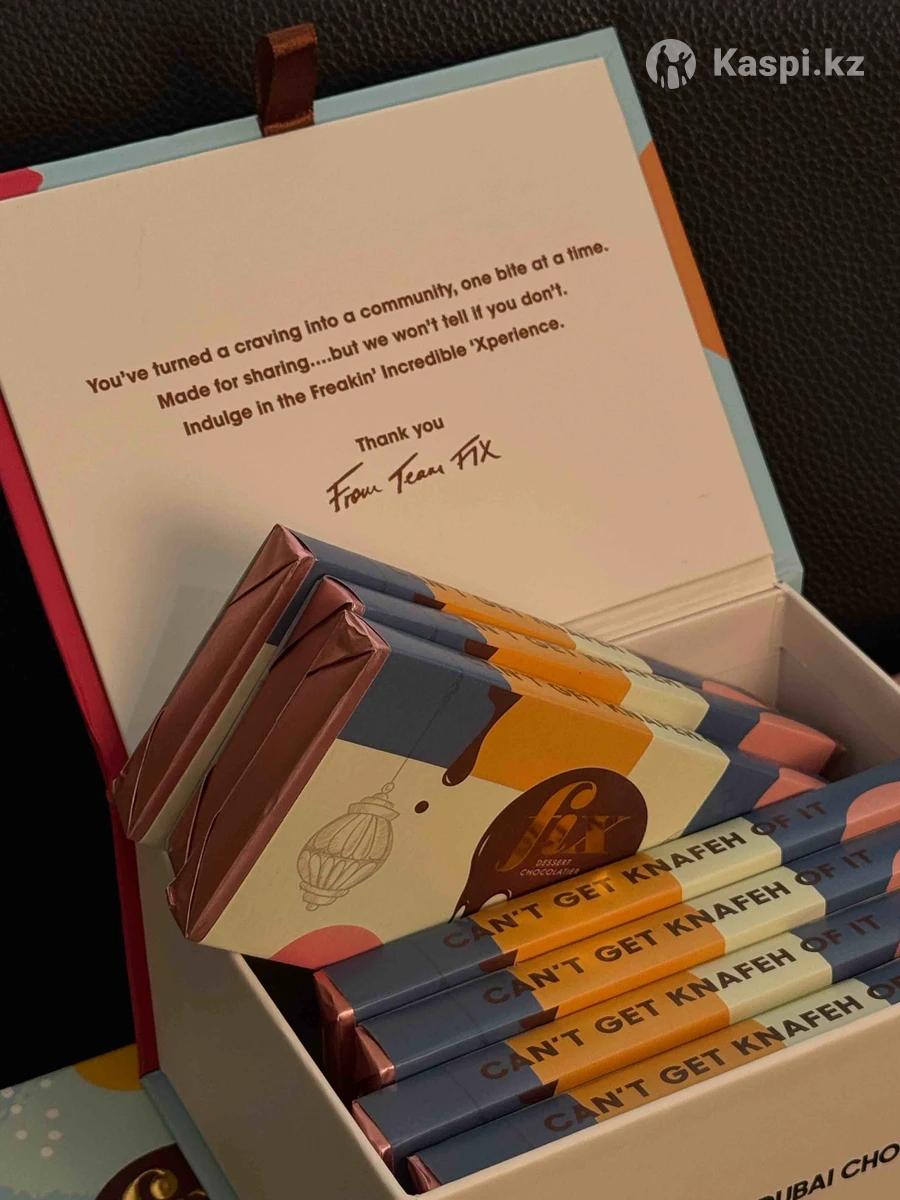 Kaspi.kz
You've turned a craving into a community, one bite at a time.
Made for sharing....but we won't tell if you don't.
Indulge in the Freakin' Incredible 'Xperience.
Thank you
From Team FIX
fix
DESSERT
CHOCOLATIER
CAN'T GET KNAFEH OF IT
CAN'T GET KNAFEH OF IT
CAN'T GET KNAFEH OF IT
CAN'T GET KNAFEH OF
DUBAI CHO